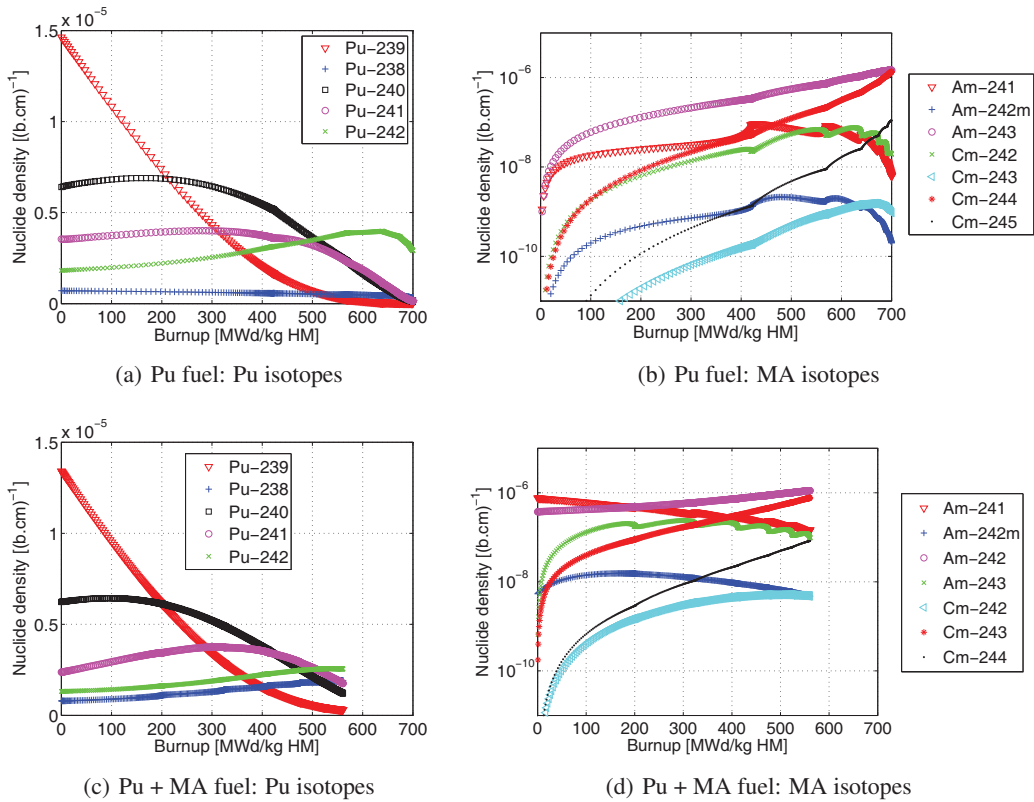 x 10⁻⁵
1.5
1
0.5
0
Nuclide density [(b.cm)⁻¹]
Pu-239
Pu-238
Pu-240
Pu-241
Pu-242
0 100 200 300 400 500 600 700
Burnup [MWd/kg HM]
(a) Pu fuel: Pu isotopes
10⁻⁶
10⁻⁸
10⁻¹⁰
Nuclide density [(b.cm)⁻¹]
0 100 200 300 400 500 600 700
Burnup [MWd/kg HM]
Am-241
Am-242m
Am-243
Cm-242
Cm-243
Cm-244
Cm-245
(b) Pu fuel: MA isotopes
x 10⁻⁵
1.5
1
0.5
0
Nuclide density [(b.cm)⁻¹]
Pu-239
Pu-238
Pu-240
Pu-241
Pu-242
0 100 200 300 400 500 600 700
Burnup [MWd/kg HM]
(c) Pu + MA fuel: Pu isotopes
10⁻⁶
10⁻⁸
10⁻¹⁰
Nuclide density [(b.cm)⁻¹]
0 100 200 300 400 500 600 700
Burnup [MWd/kg HM]
Am-241
Am-242m
Am-242
Am-243
Cm-242
Cm-243
Cm-244
(d) Pu + MA fuel: MA isotopes